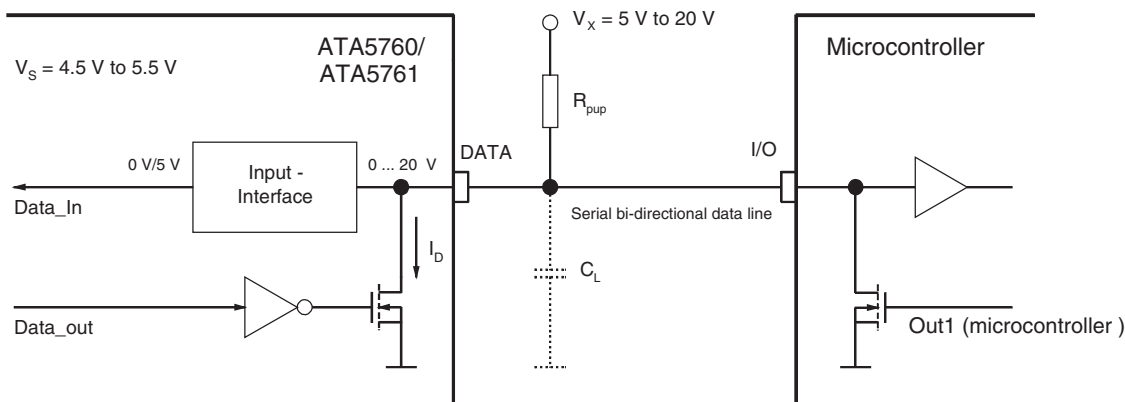 V_X = 5 V to 20 V
ATA5760/
ATA5761
V_S = 4.5 V to 5.5 V
Microcontroller
R_pup
0 V/5 V
Input -
Interface
0 ... 20 V
DATA
I/O
Data_In
Serial bi-directional data line
I_D
C_L
Data_out
Out1 (microcontroller )